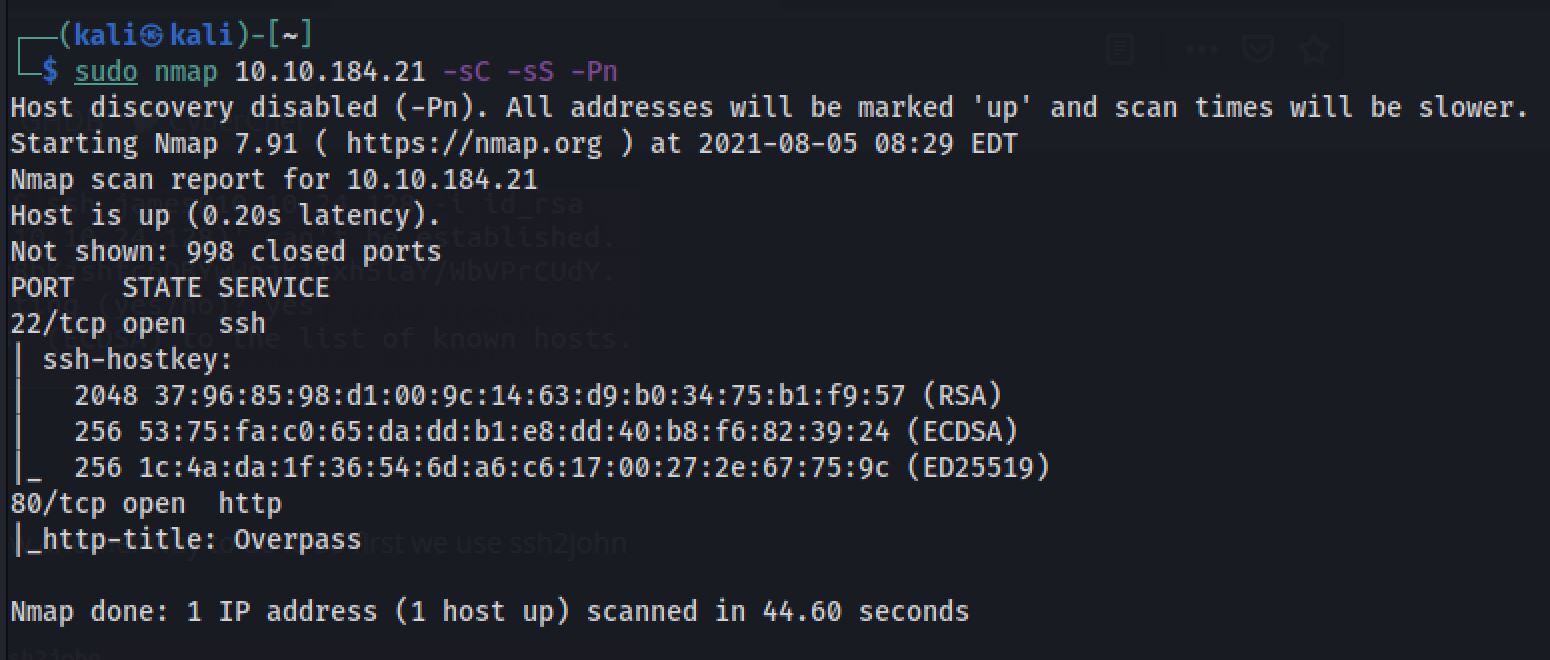 (kali㉿kali)-[~]
$ sudo nmap 10.10.184.21 -sC -sS -Pn
Host discovery disabled (-Pn). All addresses will be marked 'up' and scan times will be slower.
Starting Nmap 7.91 ( https://nmap.org ) at 2021-08-05 08:29 EDT
Nmap scan report for 10.10.184.21
Host is up (0.20s latency).
Not shown: 998 closed ports
PORT   STATE SERVICE
22/tcp open  ssh
| ssh-hostkey:
|   2048 37:96:85:98:d1:00:9c:14:63:d9:b0:34:75:b1:f9:57 (RSA)
|   256 53:75:fa:c0:65:da:dd:b1:e8:dd:40:b8:f6:82:39:24 (ECDSA)
|_  256 1c:4a:da:1f:36:54:6d:a6:c6:17:00:27:2e:67:75:9c (ED25519)
80/tcp open  http
|_http-title: Overpass
irst we use ssh2john
Nmap done: 1 IP address (1 host up) scanned in 44.60 seconds